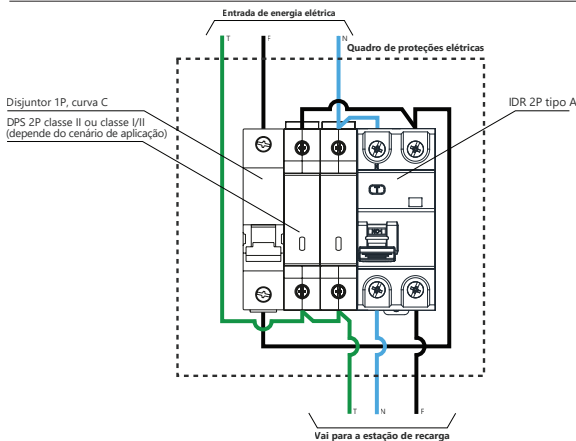 Entrada de energia elétrica
T F N
Quadro de proteções elétricas
Disjuntor 1P, curva C
DPS 2P classe II ou classe I/II
(depende do cenário de aplicação)
IDR 2P tipo A
T
T N F
Vai para a estação de recarga